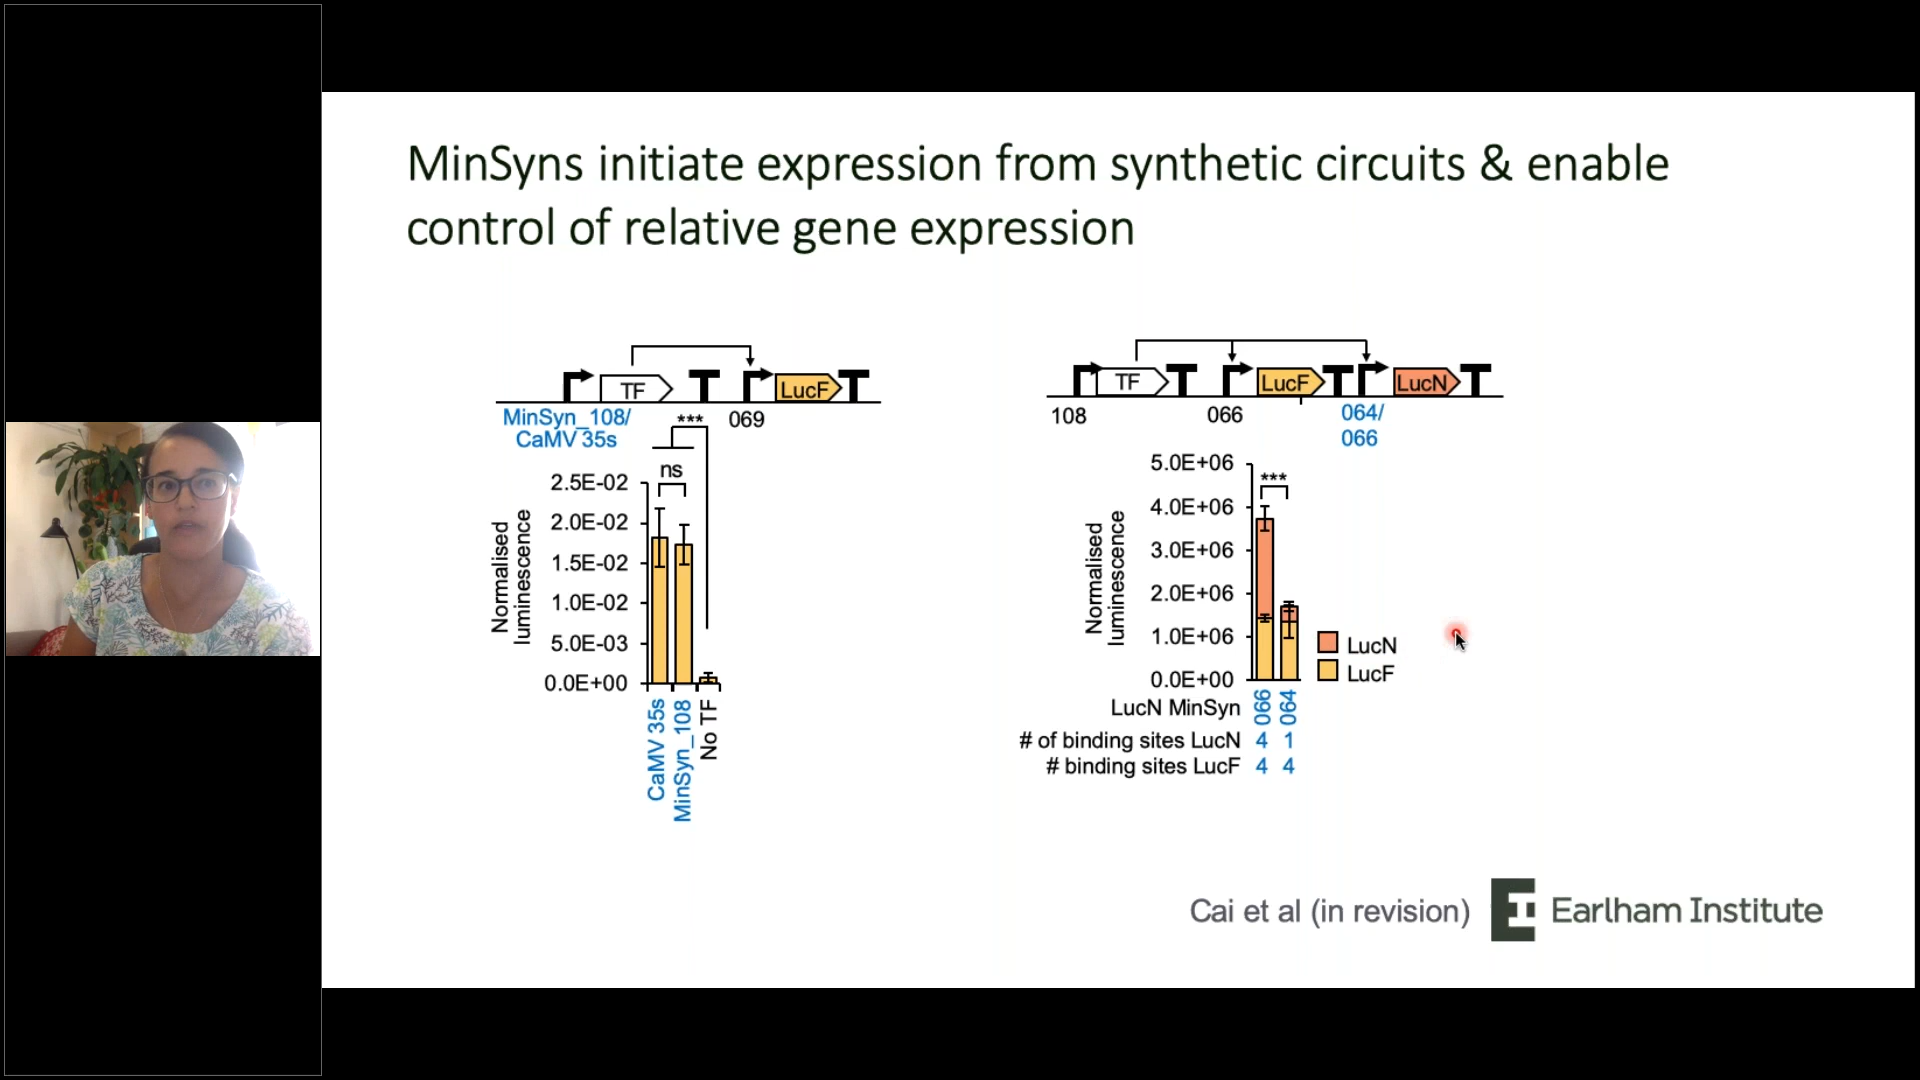 MinSyns initiate expression from synthetic circuits & enable
control of relative gene expression
TF
LucF
MinSyn_108/
CaMV 35s
069
***
ns
Normalised
luminescence
2.5E-02
2.0E-02
1.5E-02
1.0E-02
5.0E-03
0.0E+00
CaMV 35s
MinSyn_108
No TF
TF
LucF
LucN
108
066
064/
066
***
Normalised
luminescence
5.0E+06
4.0E+06
3.0E+06
2.0E+06
1.0E+06
0.0E+00
LucN
LucF
LucN MinSyn 066 064
# of binding sites LucN 4 1
# binding sites LucF 4 4
Cai et al (in revision)
Earlham Institute